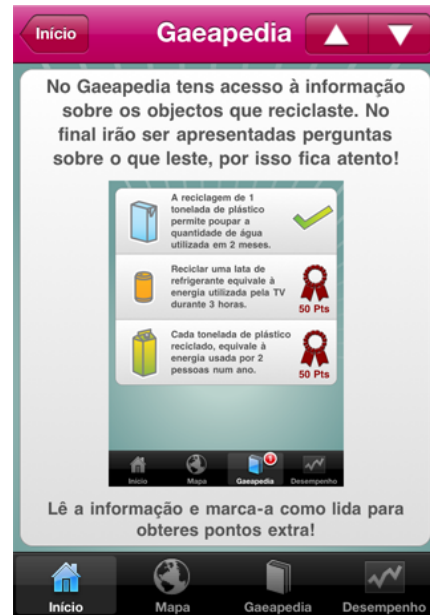 Início
Gaeapedia
No Gaeapedia tens acesso à informação
sobre os objectos que reciclaste. No
final irão ser apresentadas perguntas
sobre o que leste, por isso fica atento!
A reciclagem de 1
tonelada de plástico
permite poupar a
quantidade de água
utilizada em 2 meses.
Reciclar uma lata de
refrigerante equivale à
energia utilizada pela TV
durante 3 horas.
50 Pts
Cada tonelada de plástico
reciclado, equivale à
energia usada por 2
pessoas num ano.
50 Pts
Início Mapa Gaeapedia Desempenho
Lê a informação e marca-a como lida para
obteres pontos extra!
Início Mapa Gaeapedia Desempenho